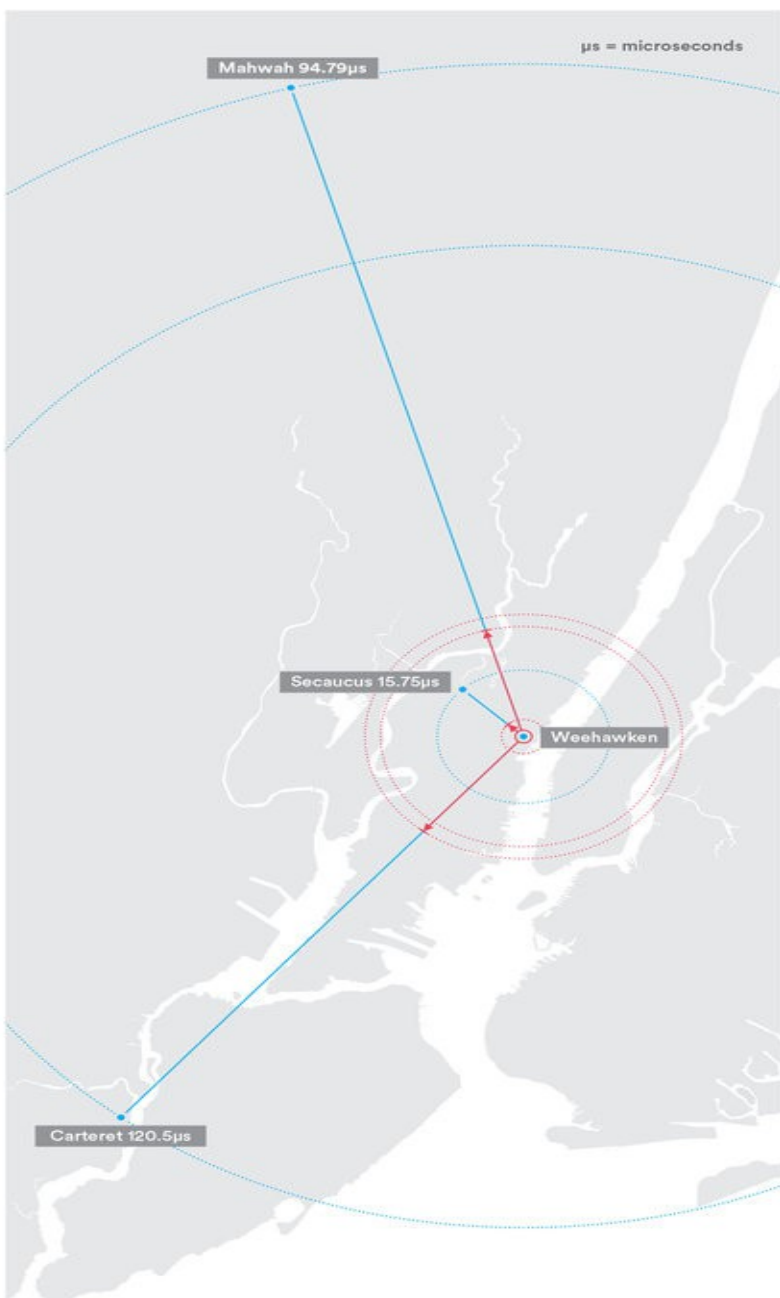 µs = microseconds
Mahwah 94.79µs
Secaucus 15.75µs
Weehawken
Carteret 120.5µs